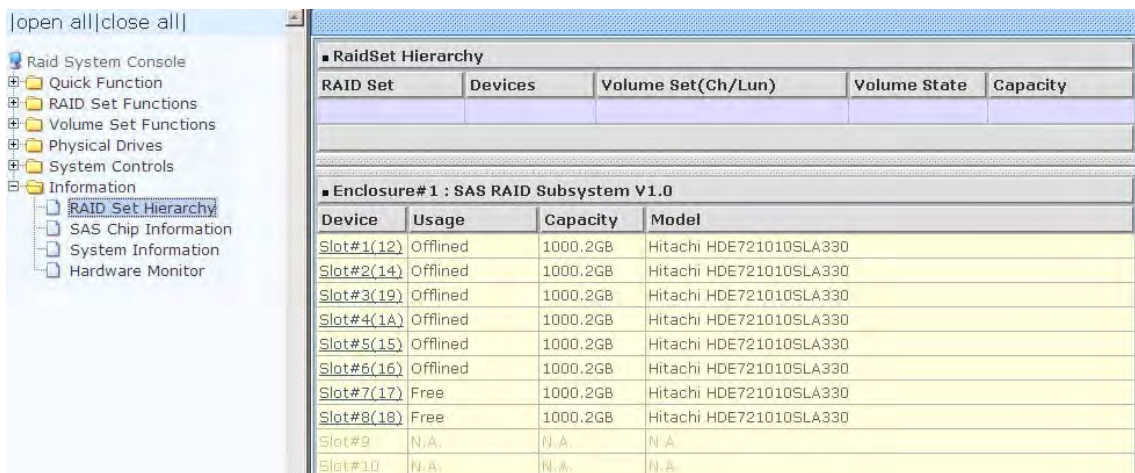 |open all|close all|
Raid System Console
Quick Function
RAID Set Functions
Volume Set Functions
Physical Drives
System Controls
Information
RAID Set Hierarchy
SAS Chip Information
System Information
Hardware Monitor
RaidSet Hierarchy
RAID Set Devices Volume Set(Ch/Lun) Volume State Capacity
Enclosure#1 : SAS RAID Subsystem V1.0
Device Usage Capacity Model
Slot#1(12) Offlined 1000.2GB Hitachi HDE721010SLA330
Slot#2(14) Offlined 1000.2GB Hitachi HDE721010SLA330
Slot#3(19) Offlined 1000.2GB Hitachi HDE721010SLA330
Slot#4(1A) Offlined 1000.2GB Hitachi HDE721010SLA330
Slot#5(15) Offlined 1000.2GB Hitachi HDE721010SLA330
Slot#6(16) Offlined 1000.2GB Hitachi HDE721010SLA330
Slot#7(17) Free 1000.2GB Hitachi HDE721010SLA330
Slot#8(18) Free 1000.2GB Hitachi HDE721010SLA330
Slot#9 N.A. N.A. N.A.
Slot#10 N.A. N.A. N.A.